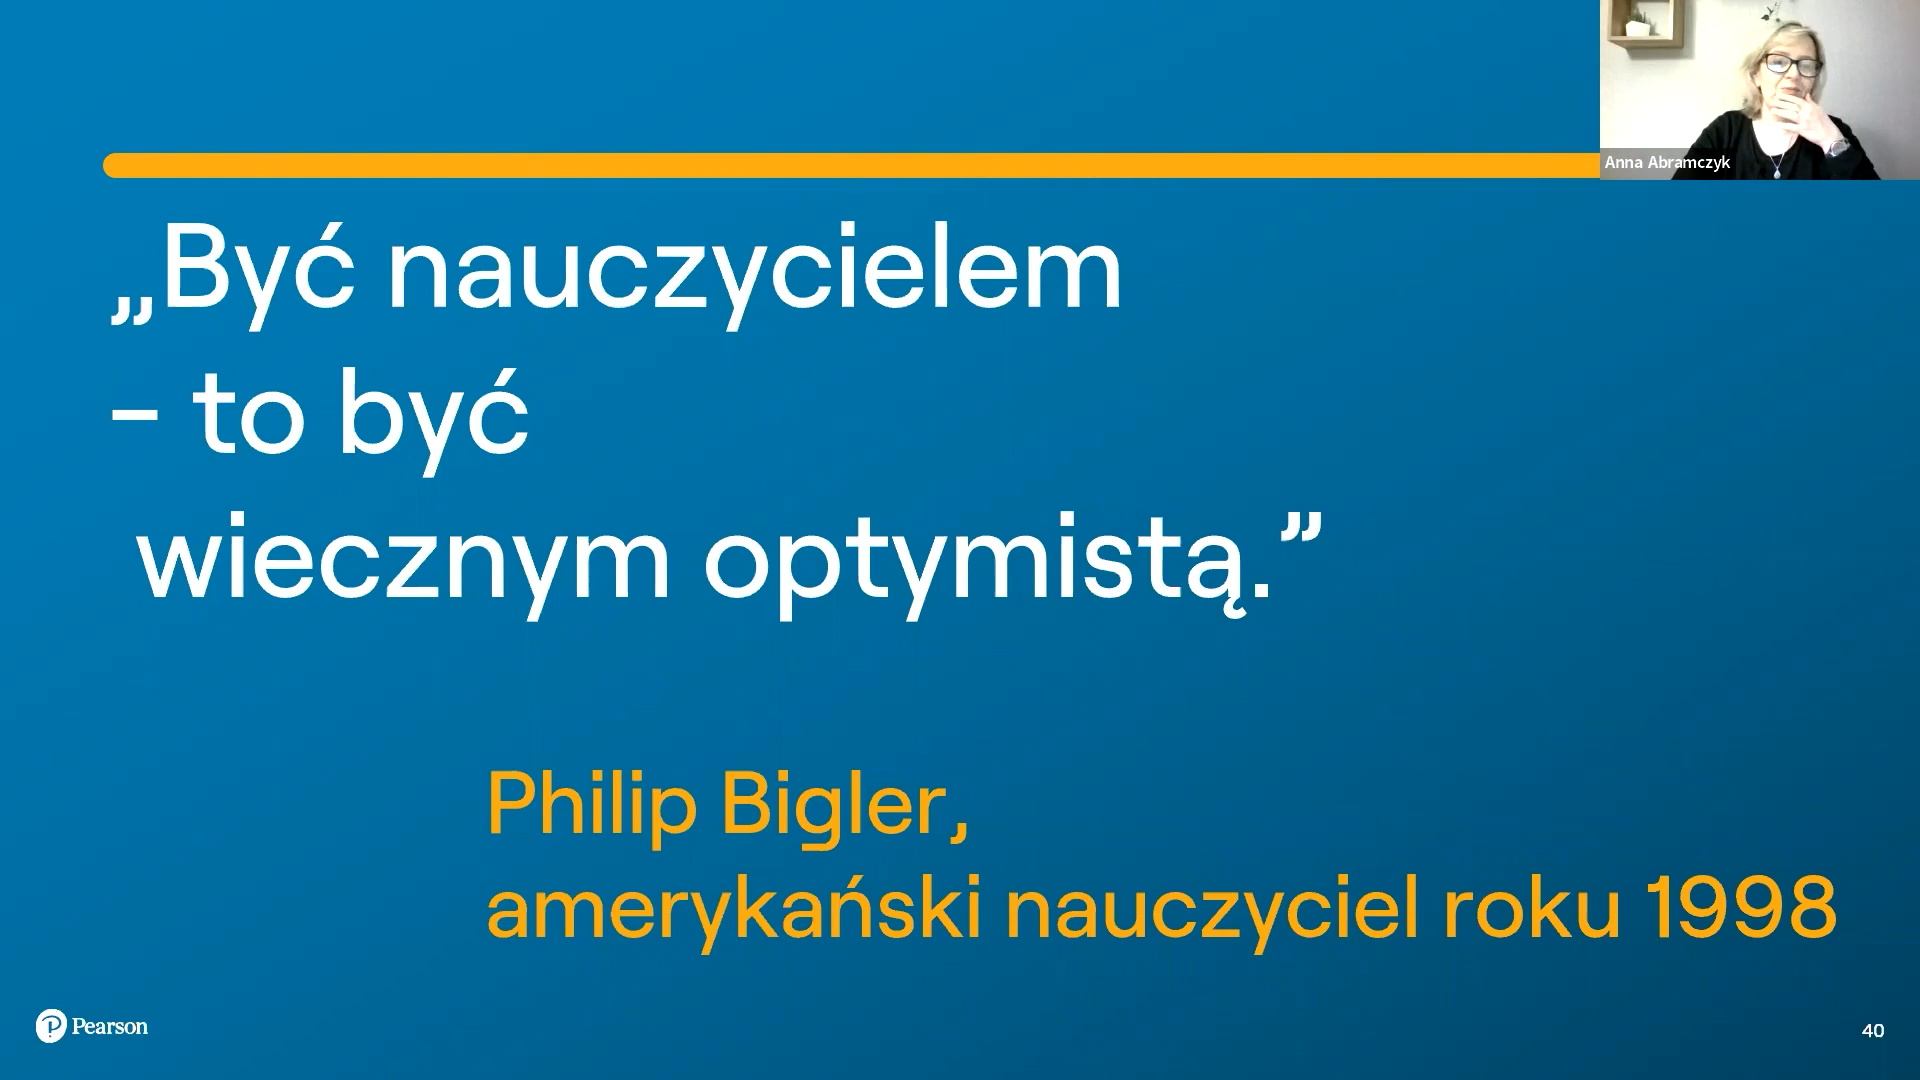 Anna Abramczyk
„Być nauczycielem
- to być
wiecznym optymistą.”
Philip Bigler,
amerykański nauczyciel roku 1998
Pearson
40